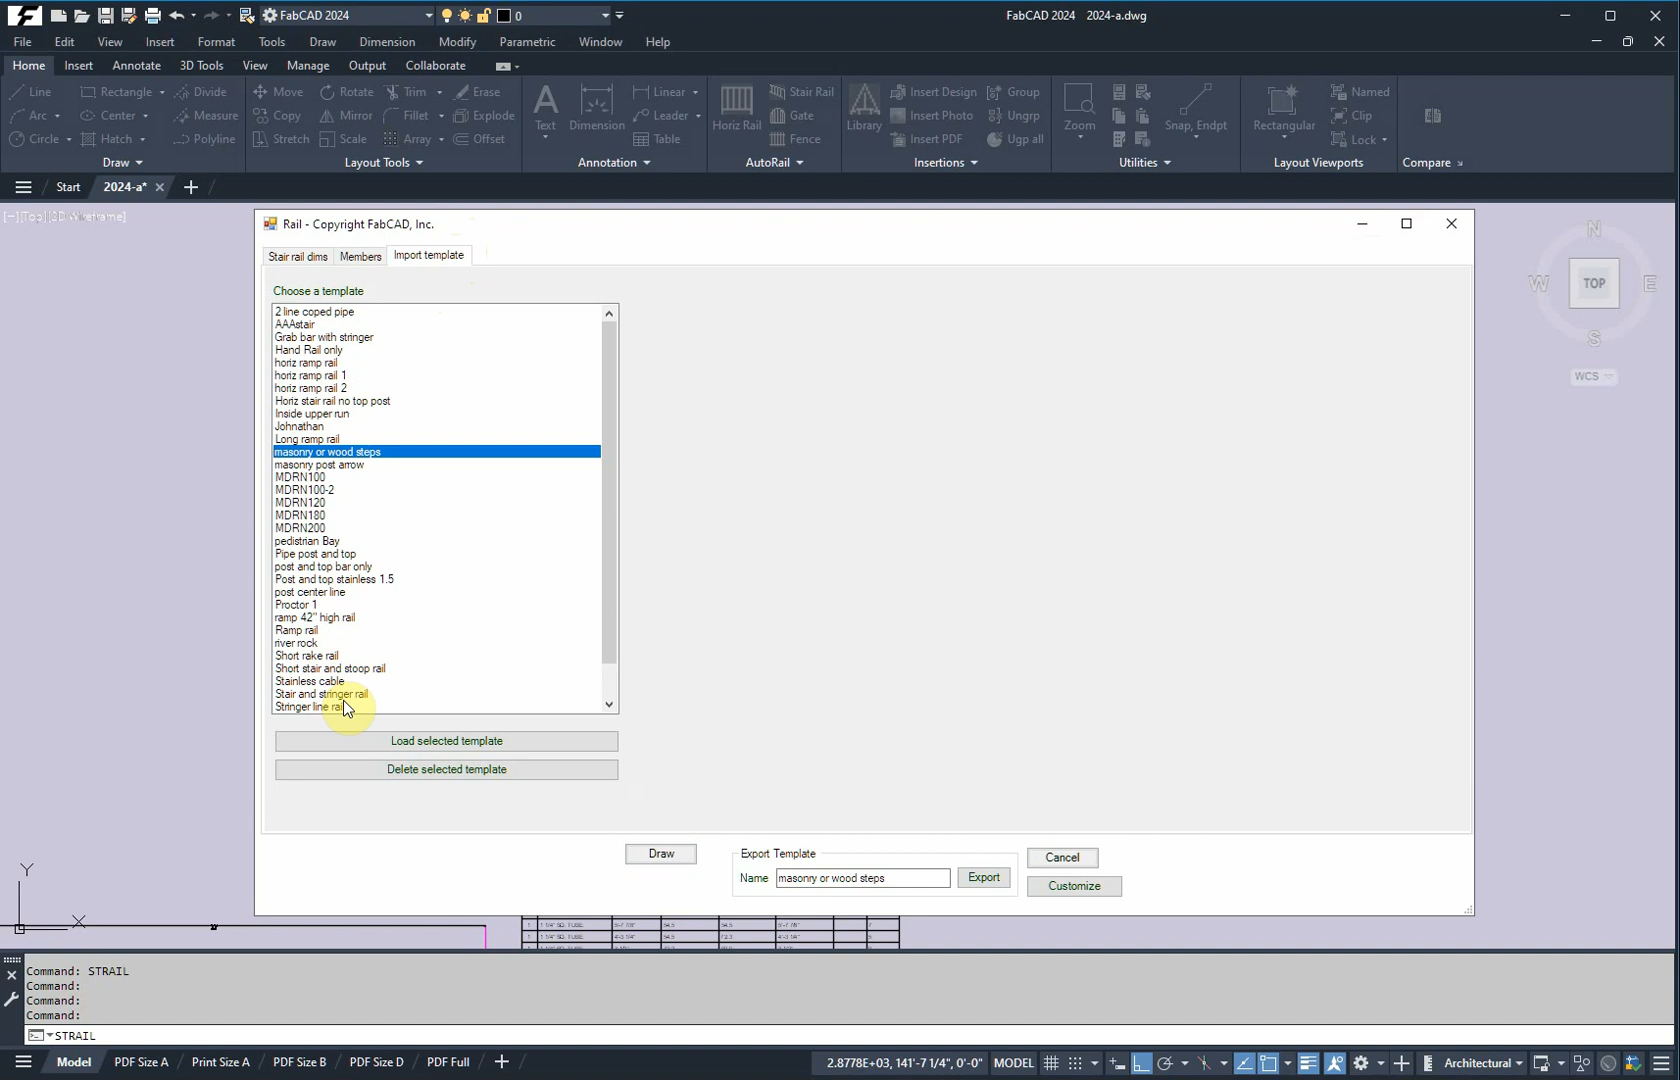 FabCAD 2024
0
FabCAD 2024 2024-a.dwg
File Edit View Insert Format Tools Draw Dimension Modify Parametric Window Help
Home Insert Annotate 3D Tools View Manage Output Collaborate
Line Rectangle Divide Move Rotate Trim Erase Linear Stair Rail Insert Design Group Named
Arc Center Measure Copy Mirror Fillet Explode Leader Gate Insert Photo Ungrp Clip
Text Dimension Horiz Rail Library Zoom Snap, Endpt Rectangular
Circle Hatch Polyline Stretch Scale Array Offset Table Fence Insert PDF Ugp all Lock
Draw Layout Tools Annotation AutoRail Insertions Utilities Layout Viewports Compare
Start 2024-a*
[−][Top][2D Wireframe]
Rail - Copyright FabCAD, Inc.
Stair rail dims Members Import template
Choose a template
2 line coped pipe
AAAstair
Grab bar with stringer
Hand Rail only
horiz ramp rail
horiz ramp rail 1
horiz ramp rail 2
Horiz stair rail no top post
Inside upper run
Johnathan
Long ramp rail
masonry or wood steps
masonry post arrow
MDRN100
MDRN100-2
MDRN120
MDRN180
MDRN200
pedistrian Bay
Pipe post and top
post and top bar only
Post and top stainless 1.5
post center line
Proctor 1
ramp 42" high rail
Ramp rail
river rock
Short rake rail
Short stair and stoop rail
Stainless cable
Stair and stringer rail
Stringer line rail
Load selected template
Delete selected template
Draw
Export Template
Name masonry or wood steps Export
Cancel
Customize
N
W TOP E
S
WCS
Y
X
Command: STRAIL
Command:
Command:
Command:
STRAIL
Model PDF Size A Print Size A PDF Size B PDF Size D PDF Full
2.8778E+03, 141'-7 1/4", 0'-0" MODEL Architectural